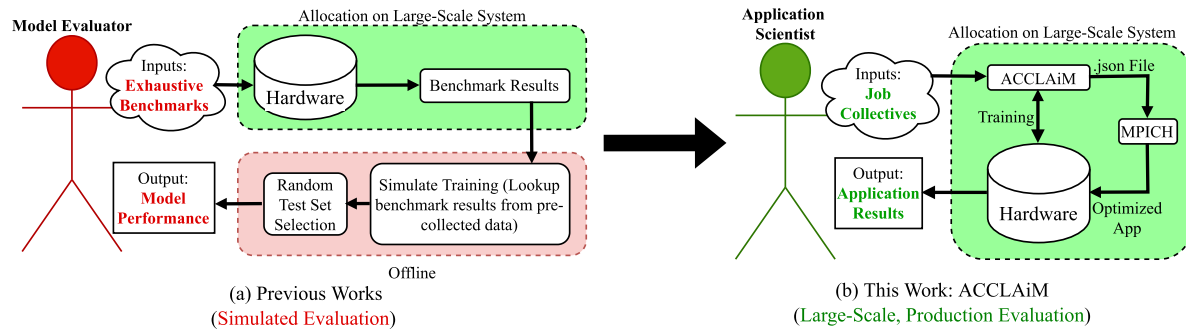 Model Evaluator
Allocation on Large-Scale System
Inputs:
Exhaustive
Benchmarks
Hardware
Benchmark Results
Output:
Model
Performance
Random
Test Set
Selection
Simulate Training (Lookup
benchmark results from pre-
collected data)
Offline
(a) Previous Works
(Simulated Evaluation)
Application
Scientist
Allocation on Large-Scale System
Inputs:
Job
Collectives
ACCLAiM
.json File
Training
MPICH
Output:
Application
Results
Hardware
Optimized
App
(b) This Work: ACCLAiM
(Large-Scale, Production Evaluation)